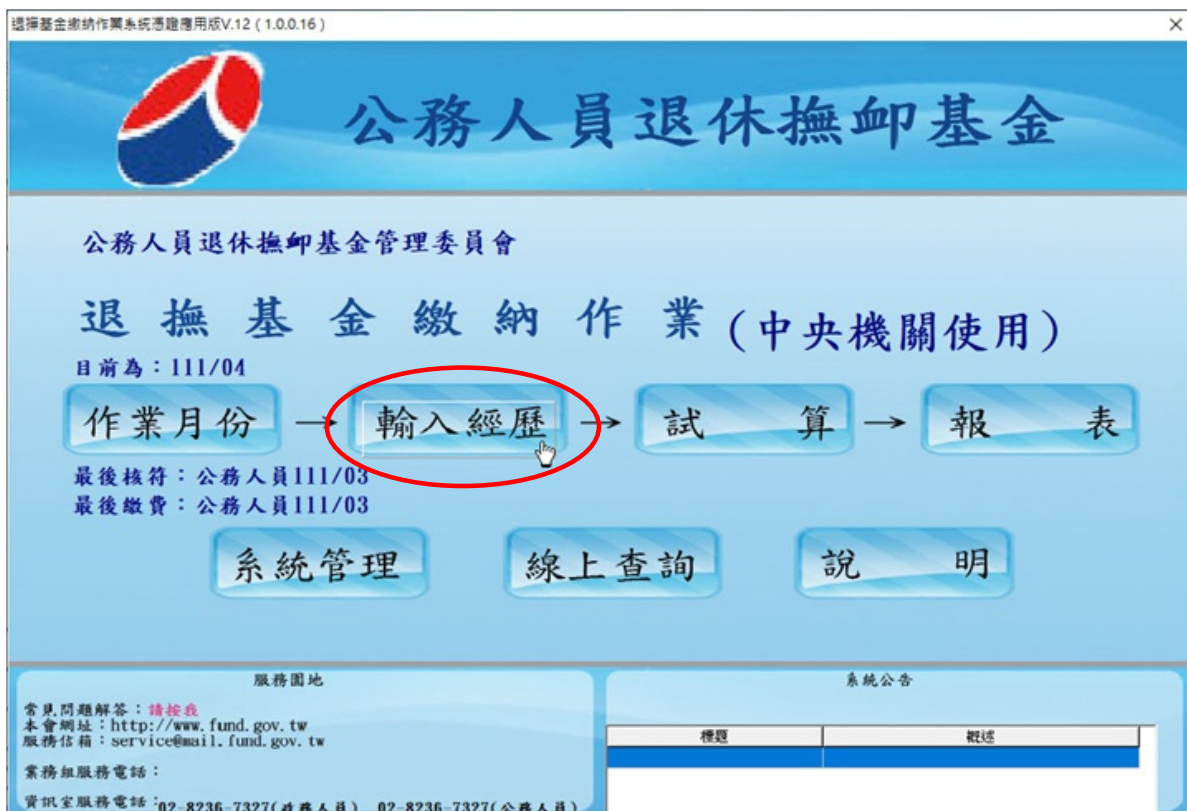 退撫基金繳納作業系統憑證應用版V.12 ( 1.0.0.16 )
公務人員退休撫卹基金
公務人員退休撫卹基金管理委員會
退撫基金繳納作業(中央機關使用)
目前為：111/04
作業月份 → 輸入經歷 → 試 算 → 報 表
最後核符：公務人員111/03
最後繳費：公務人員111/03
系統管理 線上查詢 說 明
服務園地
常見問題解答：請按我
本會網址：http://www.fund.gov.tw
服務信箱：service@mail.fund.gov.tw
業務組服務電話：
資訊室服務電話：02-8236-7327(政務人員) 02-8236-7327(公務人員)
系統公告
標題 概述